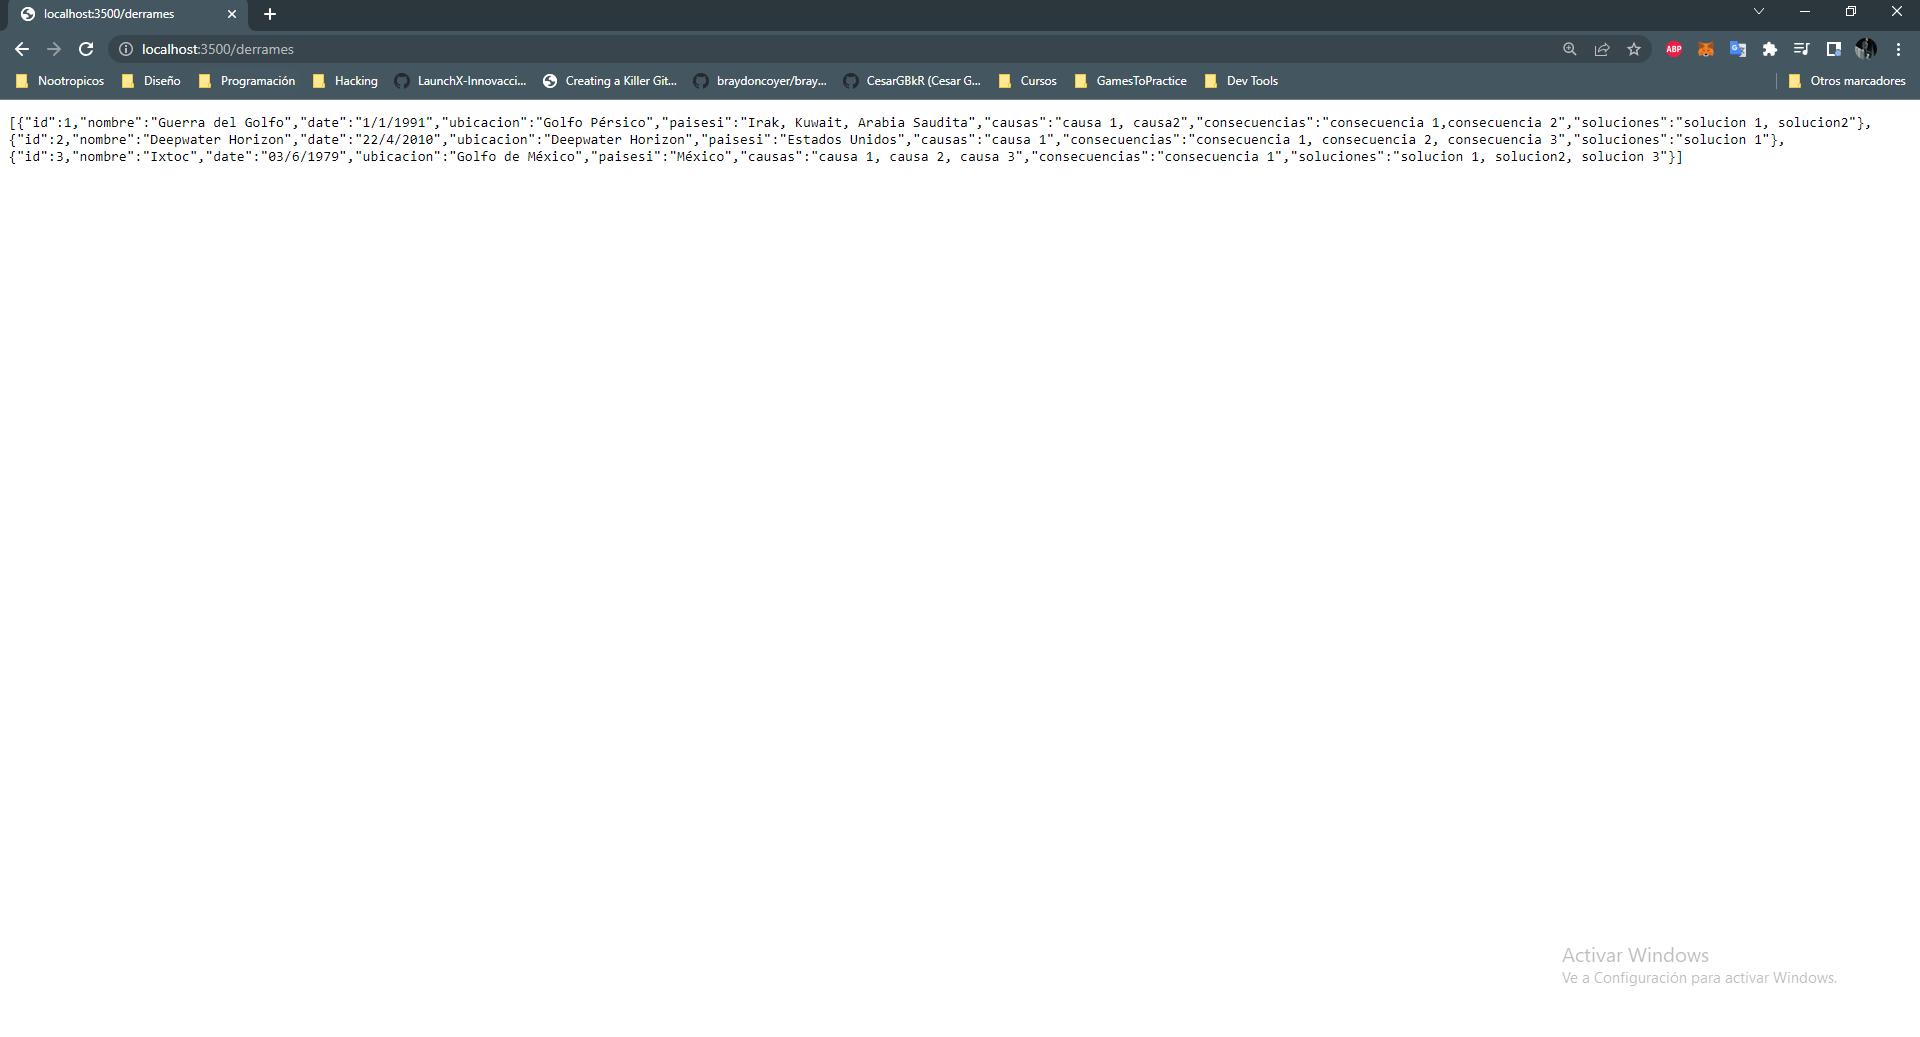 localhost:3500/derrames
localhost:3500/derrames
ABP
Nootropicos Diseño Programación Hacking LaunchX-Innovacci... Creating a Killer Git... braydoncoyer/bray... CesarGBkR (Cesar G... Cursos GamesToPractice Dev Tools Otros marcadores
[{"id":1,"nombre":"Guerra del Golfo","date":"1/1/1991","ubicacion":"Golfo Pérsico","paisesi":"Irak, Kuwait, Arabia Saudita","causas":"causa 1, causa2","consecuencias":"consecuencia 1,consecuencia 2","soluciones":"solucion 1, solucion2"},
{"id":2,"nombre":"Deepwater Horizon","date":"22/4/2010","ubicacion":"Deepwater Horizon","paisesi":"Estados Unidos","causas":"causa 1","consecuencias":"consecuencia 1, consecuencia 2, consecuencia 3","soluciones":"solucion 1"},
{"id":3,"nombre":"Ixtoc","date":"03/6/1979","ubicacion":"Golfo de México","paisesi":"México","causas":"causa 1, causa 2, causa 3","consecuencias":"consecuencia 1","soluciones":"solucion 1, solucion2, solucion 3"}]
Activar Windows
Ve a Configuración para activar Windows.